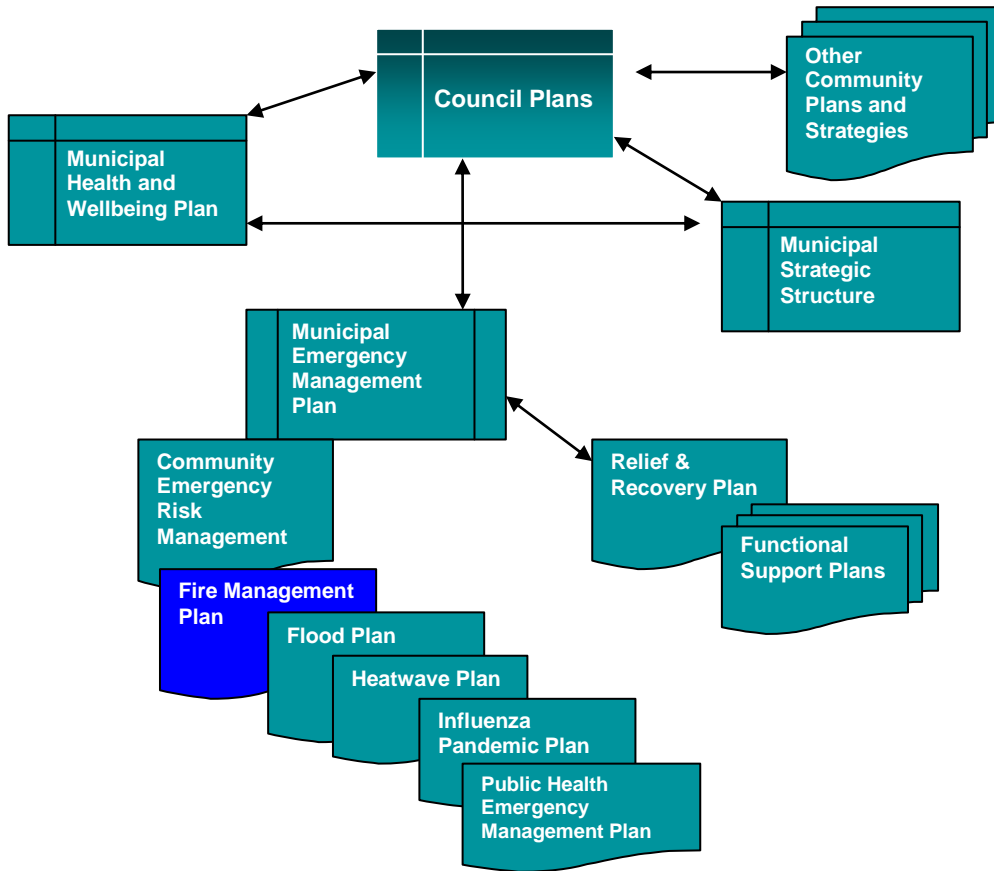 Council Plans
Other
Community
Plans and
Strategies
Municipal
Health and
Wellbeing Plan
Municipal
Strategic
Structure
Municipal
Emergency
Management
Plan
Community
Emergency
Risk
Management
Relief &
Recovery Plan
Functional
Support Plans
Fire Management
Plan
Flood Plan
Heatwave Plan
Influenza
Pandemic Plan
Public Health
Emergency
Management Plan